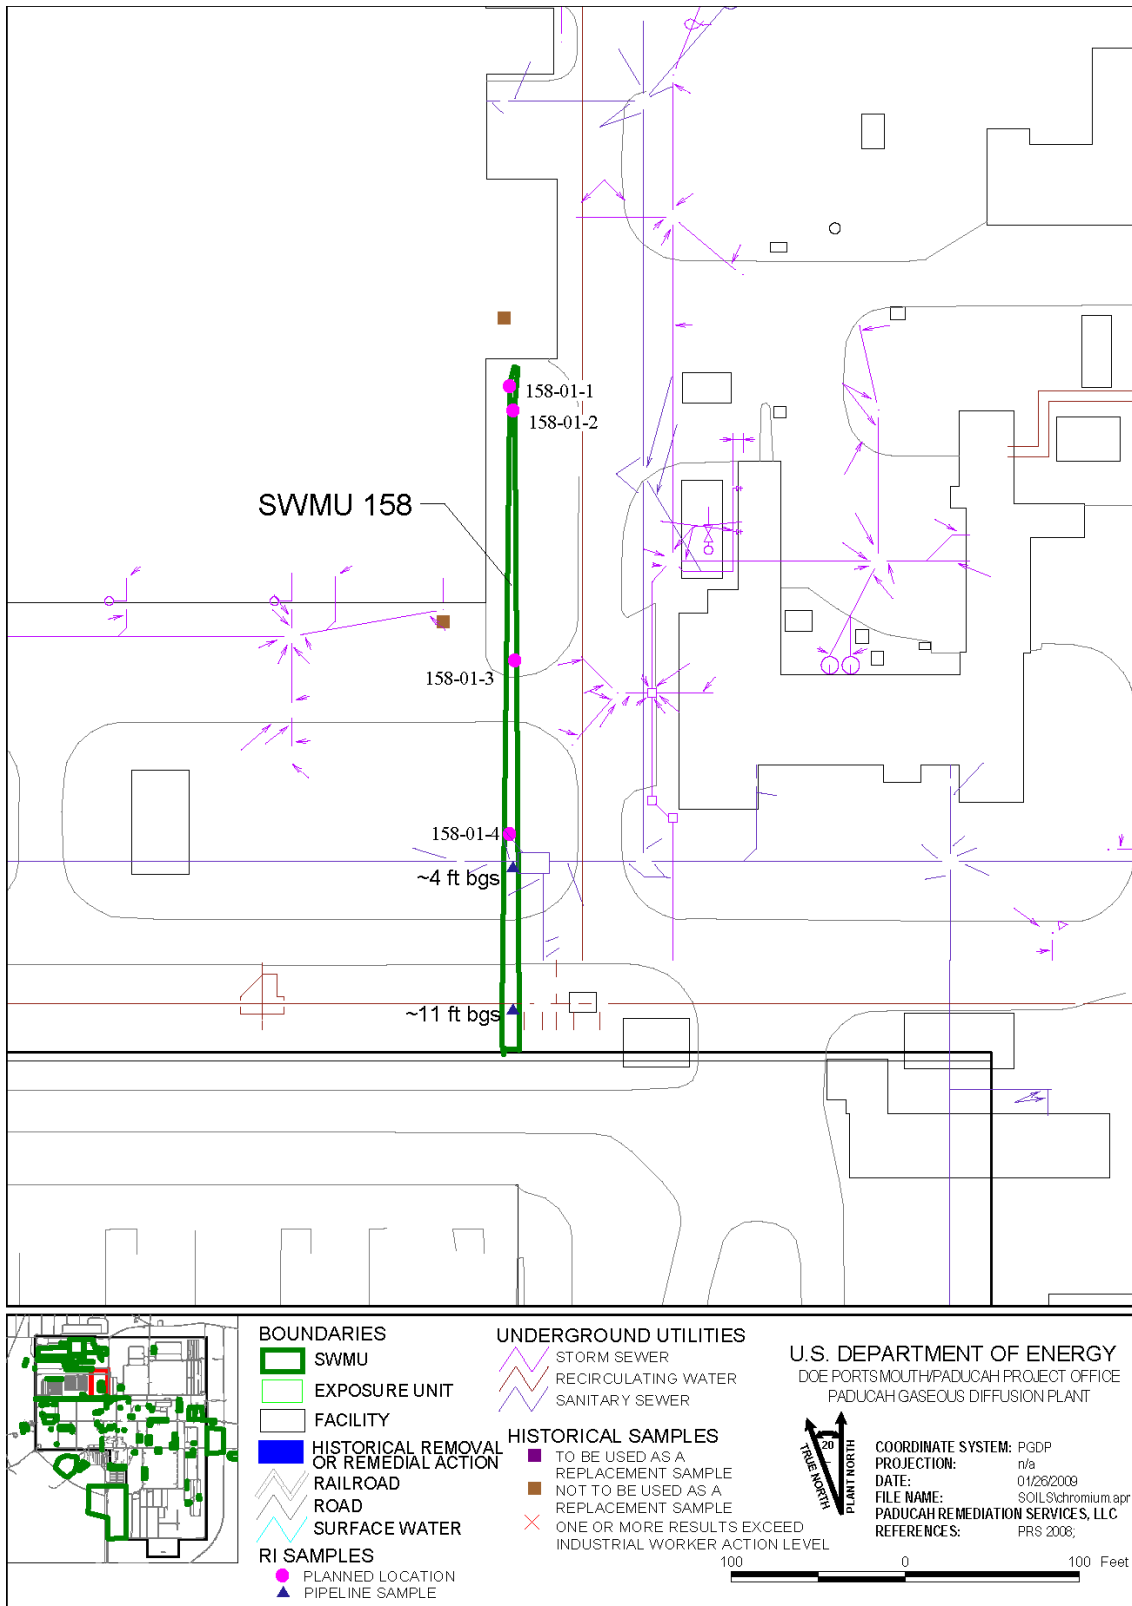 158-01-1
158-01-2
SWMU 158
158-01-3
158-01-4
~4 ft bgs
~11 ft bgs
BOUNDARIES
SWMU
EXPOSURE UNIT
FACILITY
HISTORICAL REMOVAL
OR REMEDIAL ACTION
RAILROAD
ROAD
SURFACE WATER
RI SAMPLES
PLANNED LOCATION
PIPELINE SAMPLE
UNDERGROUND UTILITIES
STORM SEWER
RECIRCULATING WATER
SANITARY SEWER
HISTORICAL SAMPLES
TO BE USED AS A
REPLACEMENT SAMPLE
NOT TO BE USED AS A
REPLACEMENT SAMPLE
ONE OR MORE RESULTS EXCEED
INDUSTRIAL WORKER ACTION LEVEL
U.S. DEPARTMENT OF ENERGY
DOE PORTSMOUTH/PADUCAH PROJECT OFFICE
PADUCAH GASEOUS DIFFUSION PLANT
20
TRUE NORTH
PLANT NORTH
COORDINATE SYSTEM: PGDP
PROJECTION: n/a
DATE: 01/26/2009
FILE NAME: SOILS\chromium.apr
PADUCAH REMEDIATION SERVICES, LLC
REFERENCES: PRS 2008;
100 0 100 Feet